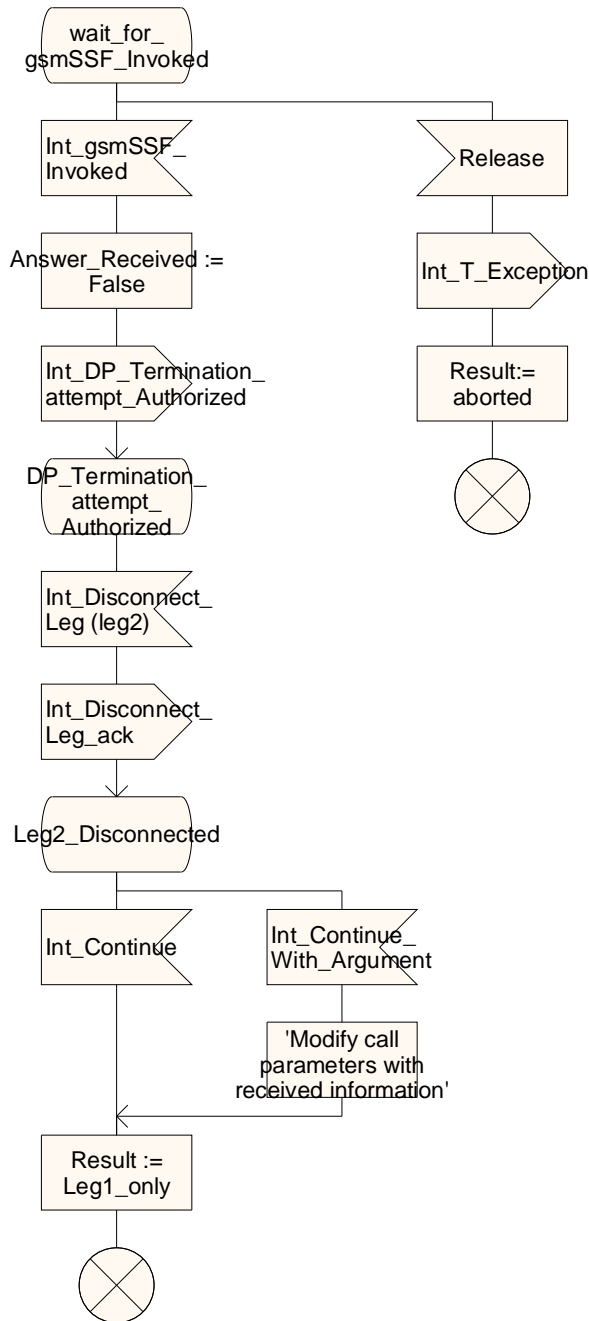 wait_for_
gsmSSF_Invoked
Int_gsmSSF_
Invoked
Release
Answer_Received :=
False
Int_T_Exception
Int_DP_Termination_
attempt_Authorized
Result:=
aborted
DP_Termination_
attempt_
Authorized
Int_Disconnect_
Leg (leg2)
Int_Disconnect_
Leg_ack
Leg2_Disconnected
Int_Continue
Int_Continue_
With_Argument
'Modify call
parameters with
received information'
Result :=
Leg1_only